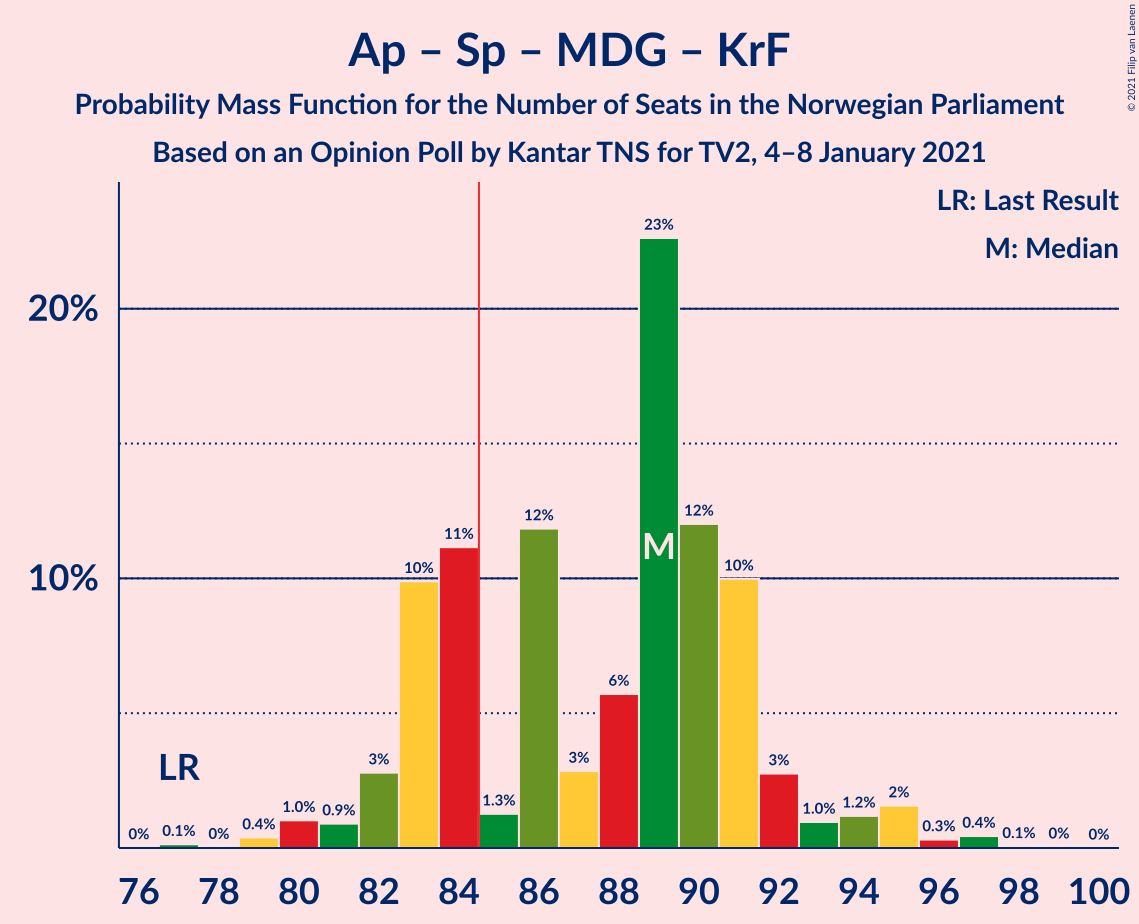 Ap – Sp – MDG – KrF
Probability Mass Function for the Number of Seats in the Norwegian Parliament
Based on an Opinion Poll by Kantar TNS for TV2, 4–8 January 2021
© 2021 Filip van Laenen
LR: Last Result
M: Median
20%
10%
LR
M
0% 0.1% 0% 0.4% 1.0% 0.9% 3% 10% 11% 1.3% 12% 3% 6% 23% 12% 10% 3% 1.0% 1.2% 2% 0.3% 0.4% 0.1% 0% 0%
76 78 80 82 84 86 88 90 92 94 96 98 100